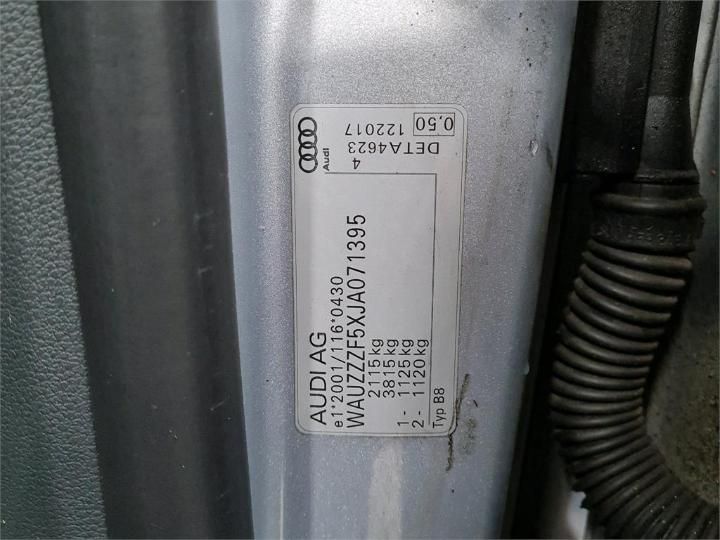 AUDI AG
e1*2001/116*0430
WAUZZZF5XJA071395
2115 kg
3815 kg
1- 1125 kg
2- 1120 kg
Typ B8
Audi
4
DETA4623
122017
0,50